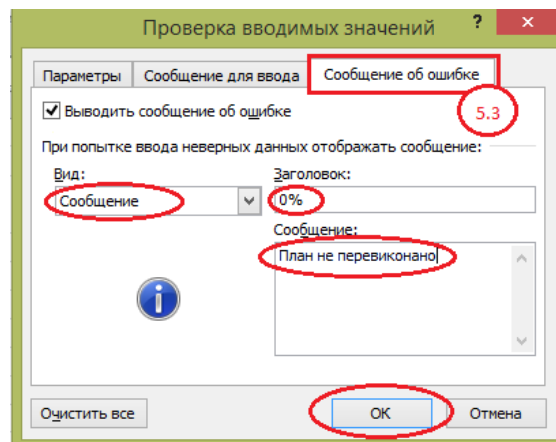 Проверка вводимых значений ? ×
Параметры Сообщение для ввода Сообщение об ошибке
Выводить сообщение об ошибке
5.3
При попытке ввода неверных данных отображать сообщение:
Вид: Заголовок:
Сообщение 0%
Сообщение:
План не перевиконано
Очистить все ОК Отмена